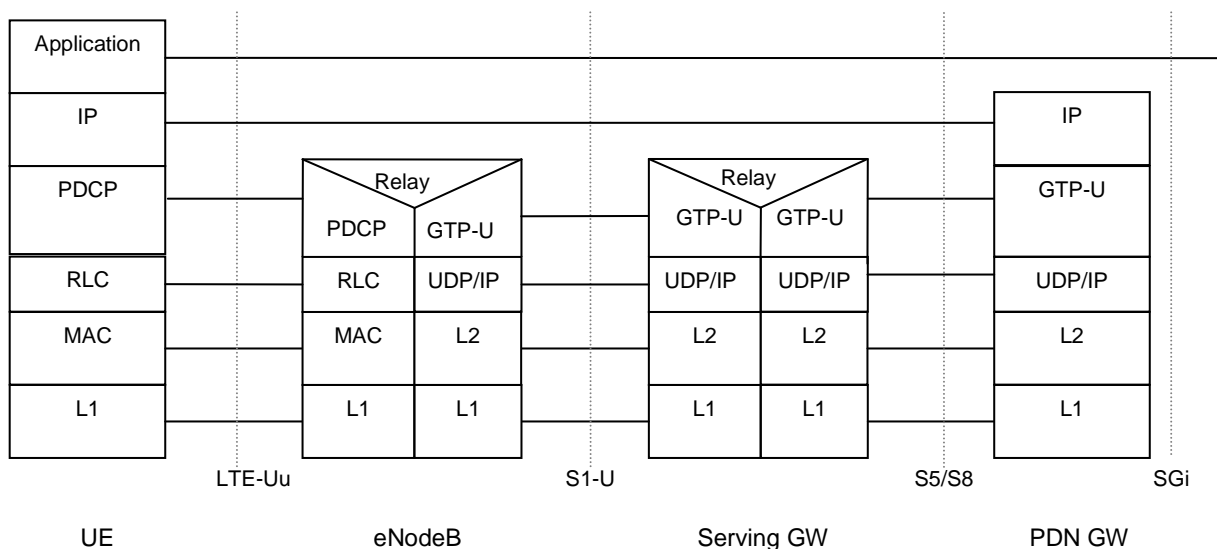 Application
IP
IP
PDCP
Relay
Relay
GTP-U
PDCP
GTP-U
GTP-U
GTP-U
RLC
RLC
UDP/IP
UDP/IP
UDP/IP
UDP/IP
MAC
MAC
L2
L2
L2
L2
L1
L1
L1
L1
L1
L1
LTE-Uu
S1-U
S5/S8
SGi
UE
eNodeB
Serving GW
PDN GW